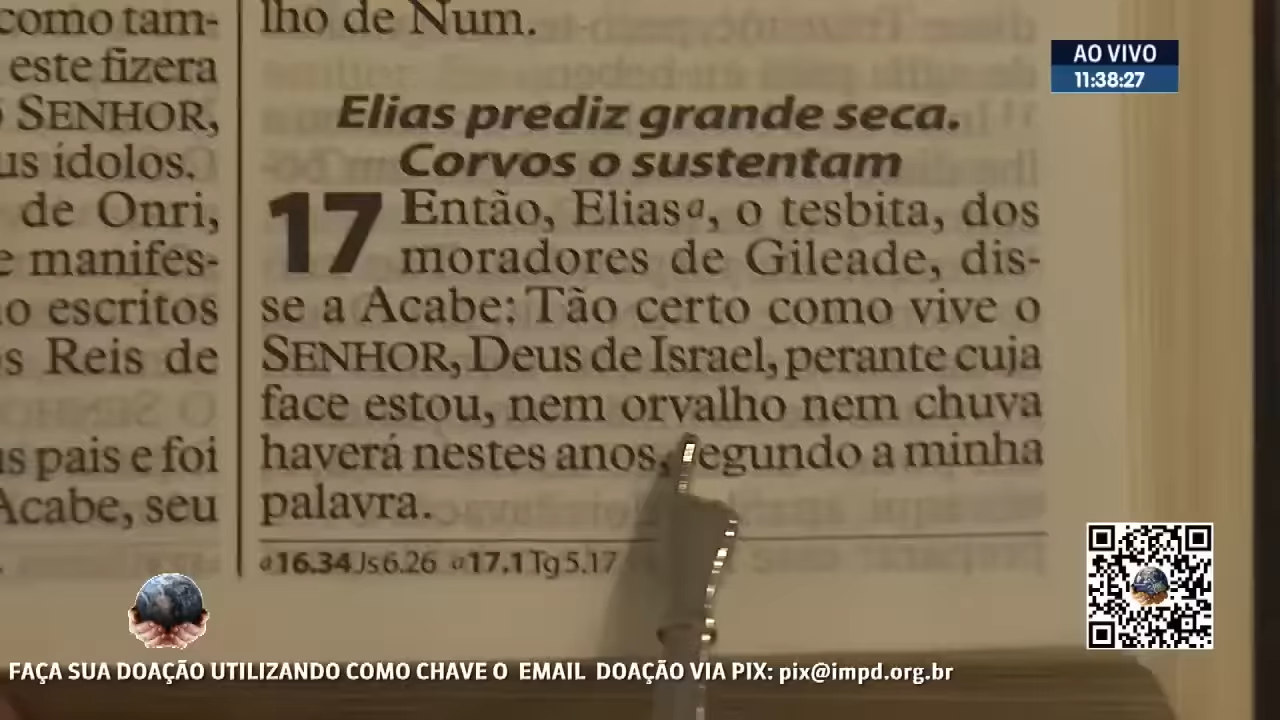 como tam-
este fizera
SENHOR,
us ídolos.
de Onri,
e manifes-
o escritos
s Reis de
s pais e foi
Acabe, seu
lho de Num.
Elias prediz grande seca.
Corvos o sustentam
17 Então, Elias a, o tesbita, dos
moradores de Gileade, dis-
se a Acabe: Tão certo como vive o
SENHOR, Deus de Israel, perante cuja
face estou, nem orvalho nem chuva
haverá nestes anos, segundo a minha
palavra.
a 16.34 Js 6.26 a 17.1 Tg 5.17
AO VIVO
11:38:27
FAÇA SUA DOAÇÃO UTILIZANDO COMO CHAVE O EMAIL DOAÇÃO VIA PIX: pix@impd.org.br